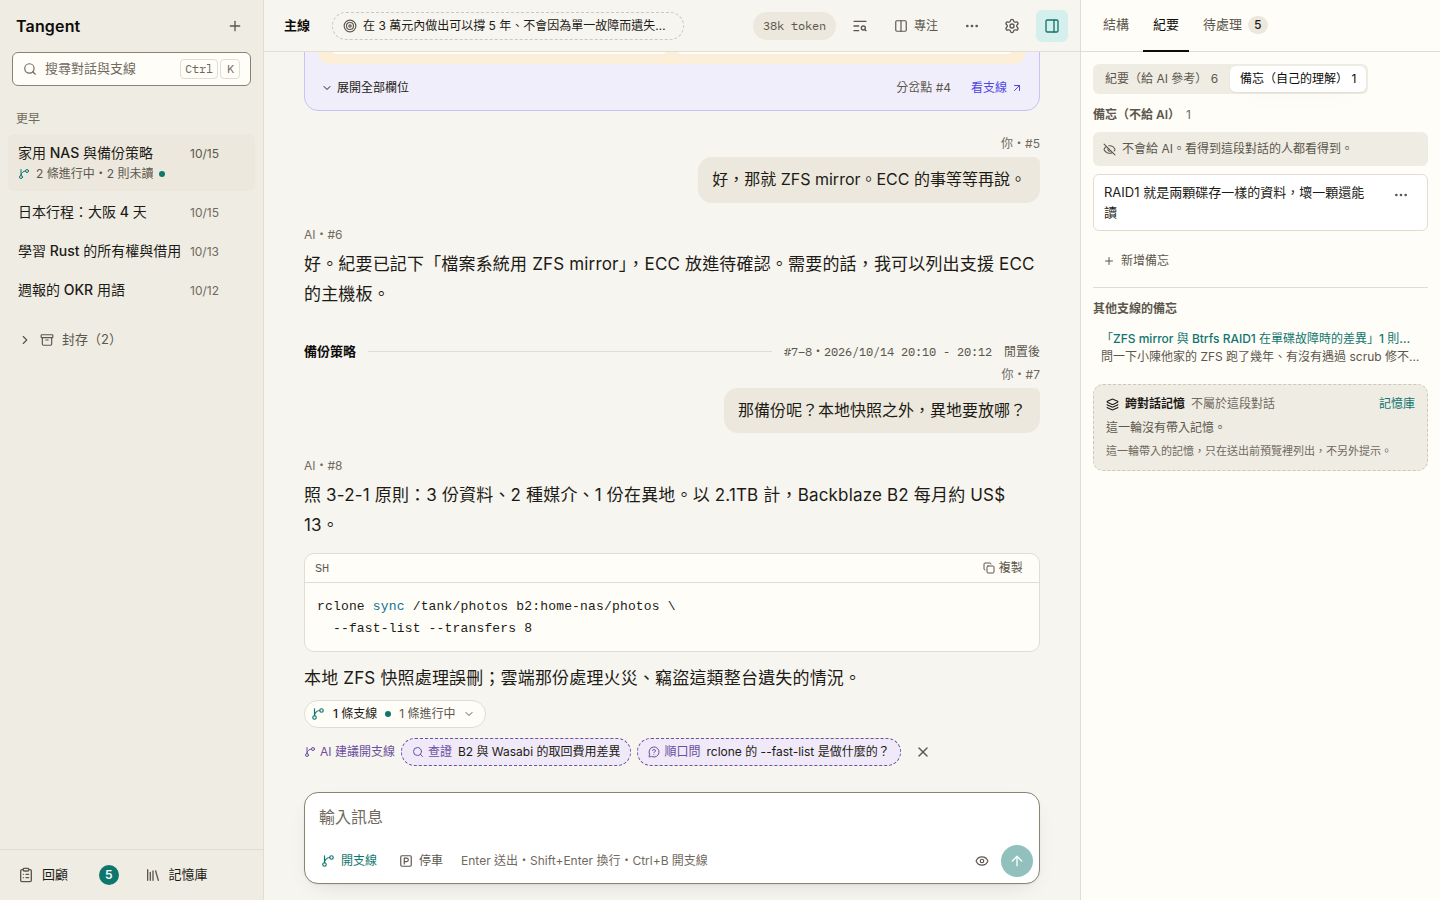 Tangent
搜尋對話與支線 Ctrl K
更早
家用 NAS 與備份策略 10/15
2 條進行中・2 則未讀
日本行程：大阪 4 天 10/15
學習 Rust 的所有權與借用 10/13
週報的 OKR 用語 10/12
封存（2）
回顧 5 記憶庫
主線 在 3 萬元內做出可以撐 5 年、不會因為單一故障而遺失... 38k token 專注
展開全部欄位 分岔點 #4 看支線
你・#5
好，那就 ZFS mirror。ECC 的事等等再說。
AI・#6
好。紀要已記下「檔案系統用 ZFS mirror」，ECC 放進待確認。需要的話，我可以列出支援 ECC
的主機板。
備份策略 #7–8・2026/10/14 20:10 - 20:12 閒置後
你・#7
那備份呢？本地快照之外，異地要放哪？
AI・#8
照 3-2-1 原則：3 份資料、2 種媒介、1 份在異地。以 2.1TB 計，Backblaze B2 每月約 US$
13。
SH 複製
rclone sync /tank/photos b2:home-nas/photos \
--fast-list --transfers 8
本地 ZFS 快照處理誤刪；雲端那份處理火災、竊盜這類整台遺失的情況。
1 條支線 1 條進行中
AI 建議開支線 查證 B2 與 Wasabi 的取回費用差異 順口問 rclone 的 --fast-list 是做什麼的？
輸入訊息
開支線 停車 Enter 送出・Shift+Enter 換行・Ctrl+B 開支線
結構 紀要 待處理 5
紀要（給 AI 參考） 6 備忘（自己的理解） 1
備忘（不給 AI） 1
不會給 AI。看得到這段對話的人都看得到。
RAID1 就是兩顆碟存一樣的資料，壞一顆還能
讀
新增備忘
其他支線的備忘
「ZFS mirror 與 Btrfs RAID1 在單碟故障時的差異」1 則...
問一下小陳他家的 ZFS 跑了幾年、有沒有遇過 scrub 修不...
跨對話記憶 不屬於這段對話 記憶庫
這一輪沒有帶入記憶。
這一輪帶入的記憶，只在送出前預覽裡列出，不另外提示。